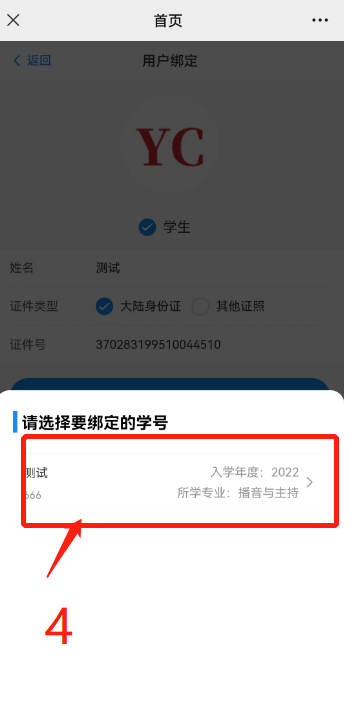 首页
返回
用户绑定
YC
学生
姓名 测试
证件类型 大陆身份证 其他证照
证件号 370283199510044510
请选择要绑定的学号
测试 入学年度：2022
666 所学专业：播音与主持
4